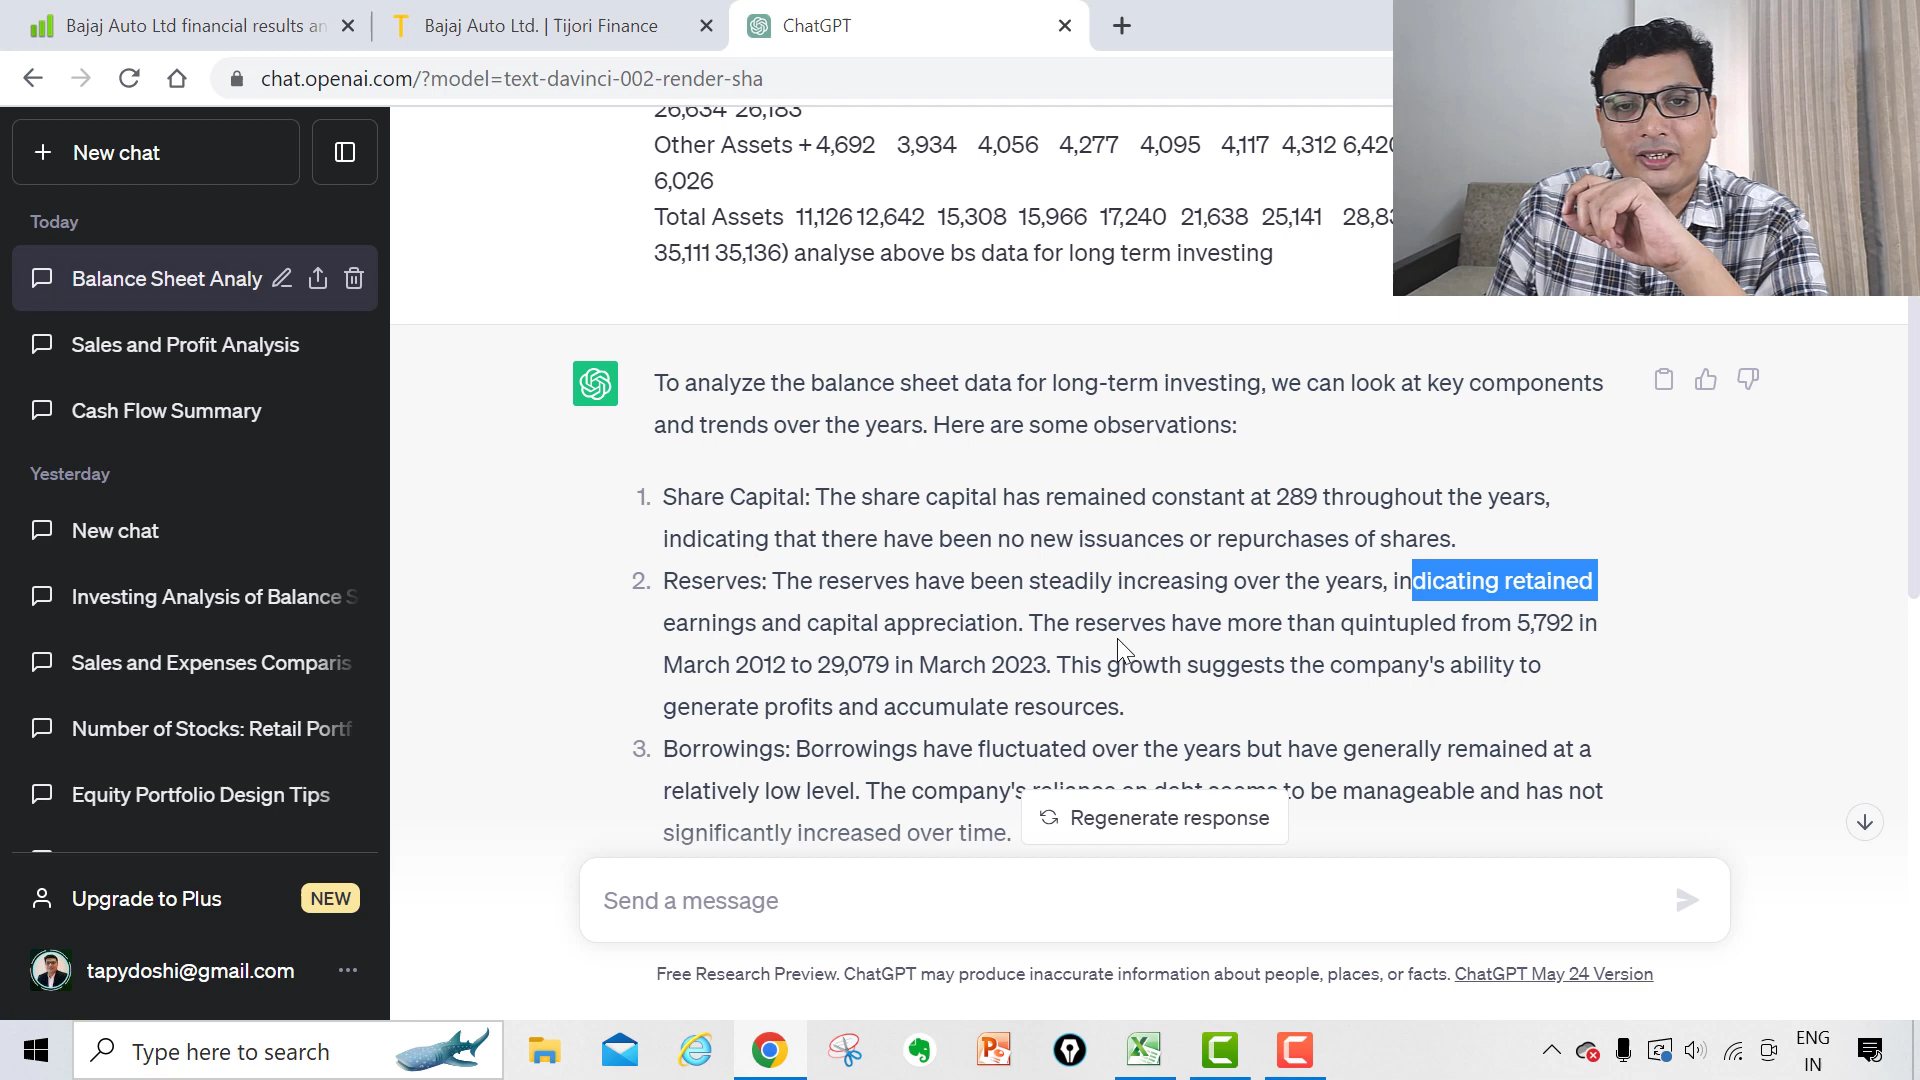 Bajaj Auto Ltd financial results an
Bajaj Auto Ltd. | Tijori Finance
ChatGPT
chat.openai.com/?model=text-davinci-002-render-sha
New chat
Today
Balance Sheet Analy
Sales and Profit Analysis
Cash Flow Summary
Yesterday
New chat
Investing Analysis of Balance S
Sales and Expenses Comparis
Number of Stocks: Retail Portf
Equity Portfolio Design Tips
Upgrade to Plus NEW
tapydoshi@gmail.com
26,634 26,183
Other Assets + 4,692 3,934 4,056 4,277 4,095 4,117 4,312 6,420
6,026
Total Assets 11,126 12,642 15,308 15,966 17,240 21,638 25,141 28,83
35,111 35,136) analyse above bs data for long term investing
To analyze the balance sheet data for long-term investing, we can look at key components
and trends over the years. Here are some observations:
1. Share Capital: The share capital has remained constant at 289 throughout the years,
indicating that there have been no new issuances or repurchases of shares.
2. Reserves: The reserves have been steadily increasing over the years, indicating retained
earnings and capital appreciation. The reserves have more than quintupled from 5,792 in
March 2012 to 29,079 in March 2023. This growth suggests the company's ability to
generate profits and accumulate resources.
3. Borrowings: Borrowings have fluctuated over the years but have generally remained at a
relatively low level. The company's reliance on debt seems to be manageable and has not
significantly increased over time.
Regenerate response
Send a message
Free Research Preview. ChatGPT may produce inaccurate information about people, places, or facts. ChatGPT May 24 Version
Type here to search
ENG
IN